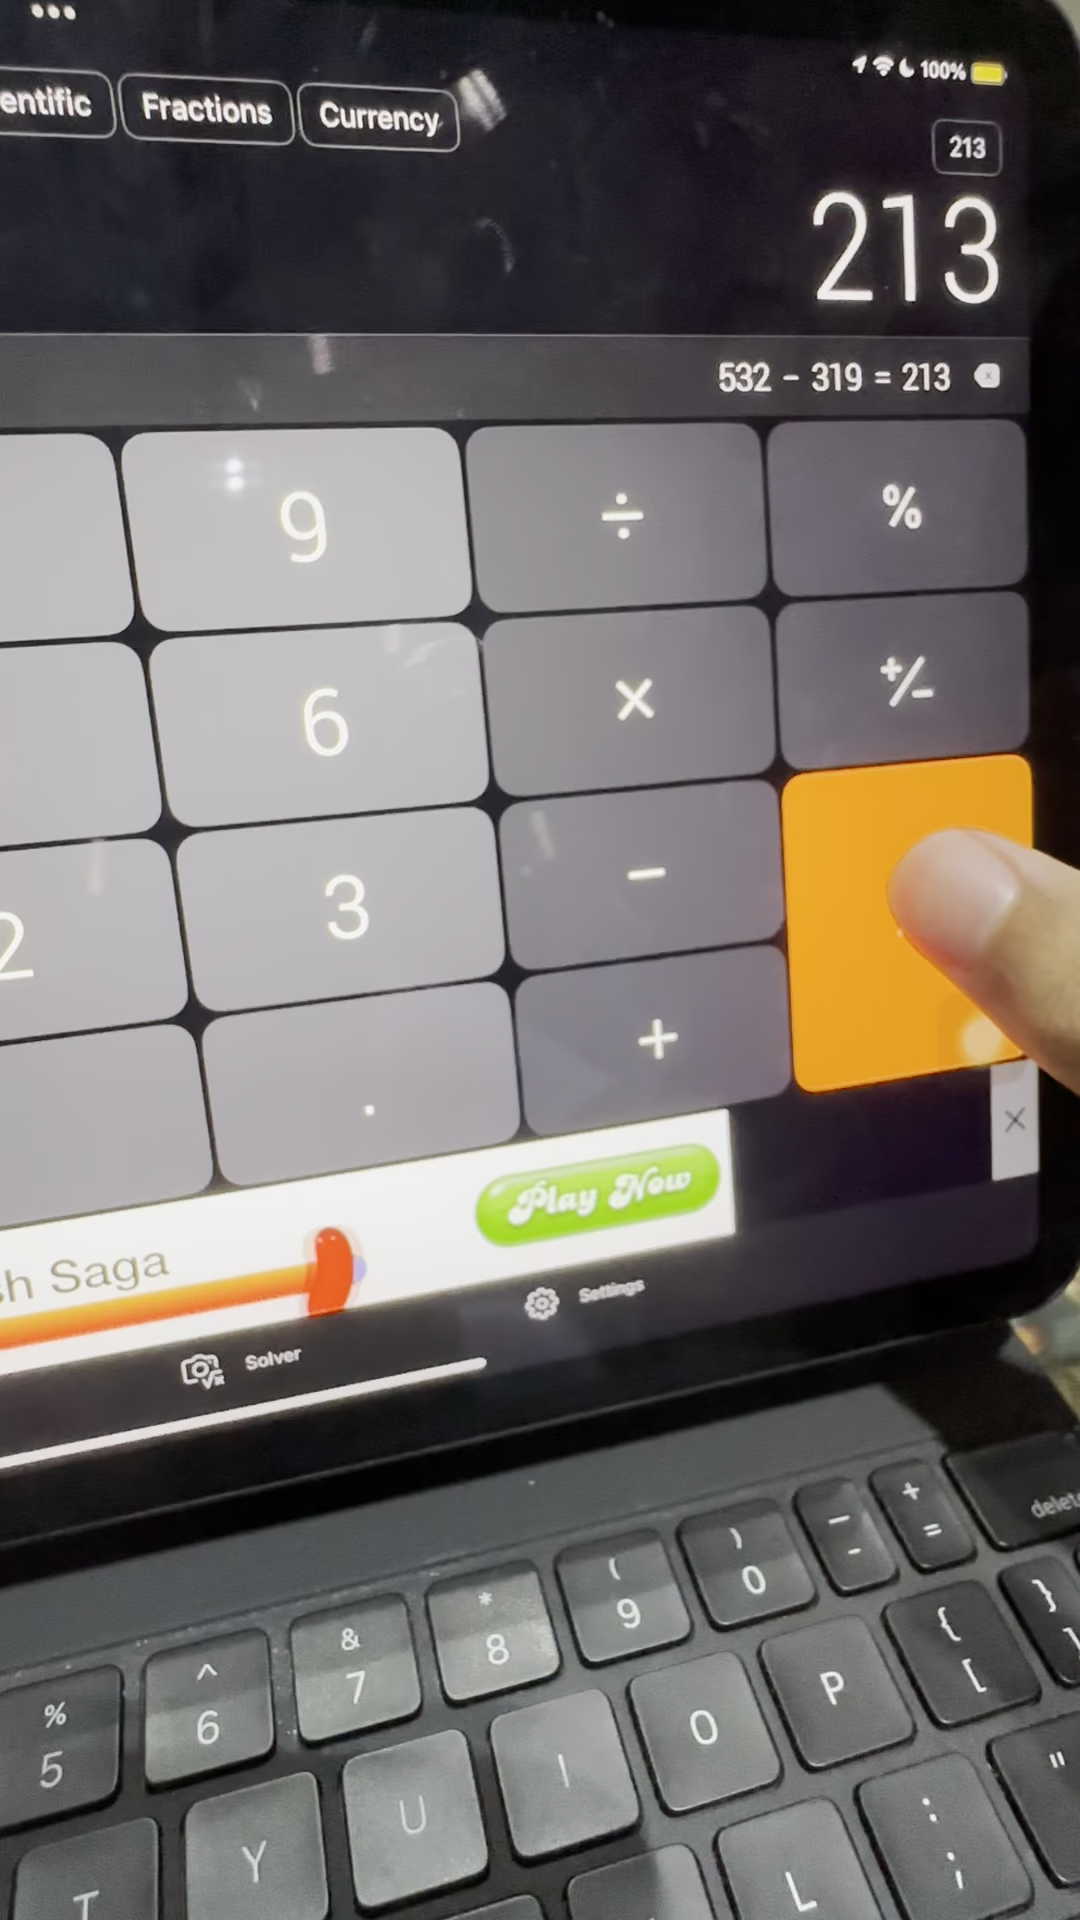 100%
entific Fractions Currency
213
213
532 - 319 = 213
9 ÷ %
6 × +/-
2 3 -
. +
Play Now
sh Saga
Solver Settings
% 5 ^ 6 & 7 * 8 ( 9 ) 0 — - + = delete
T Y U I O P { [ } ]
L : ; "